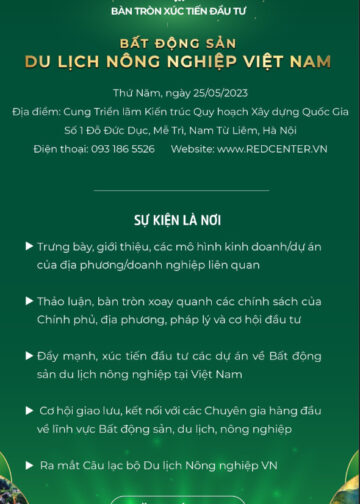 BÀN TRÒN XÚC TIẾN ĐẦU TƯ
BẤT ĐỘNG SẢN
DU LỊCH NÔNG NGHIỆP VIỆT NAM
Thứ Năm, ngày 25/05/2023
Địa điểm: Cung Triển lãm Kiến trúc Quy hoạch Xây dựng Quốc Gia
Số 1 Đỗ Đức Dục, Mễ Trì, Nam Từ Liêm, Hà Nội
Điện thoại: 093 186 5526 Website: www.REDCENTER.VN
SỰ KIỆN LÀ NƠI
Trưng bày, giới thiệu, các mô hình kinh doanh/dự án
của địa phương/doanh nghiệp liên quan
Thảo luận, bàn tròn xoay quanh các chính sách của
Chính phủ, địa phương, pháp lý và cơ hội đầu tư
Đẩy mạnh, xúc tiến đầu tư các dự án về Bất động
sản du lịch nông nghiệp tại Việt Nam
Cơ hội giao lưu, kết nối với các Chuyên gia hàng đầu
về lĩnh vực Bất động sản, du lịch, nông nghiệp
Ra mắt Câu lạc bộ Du lịch Nông nghiệp VN